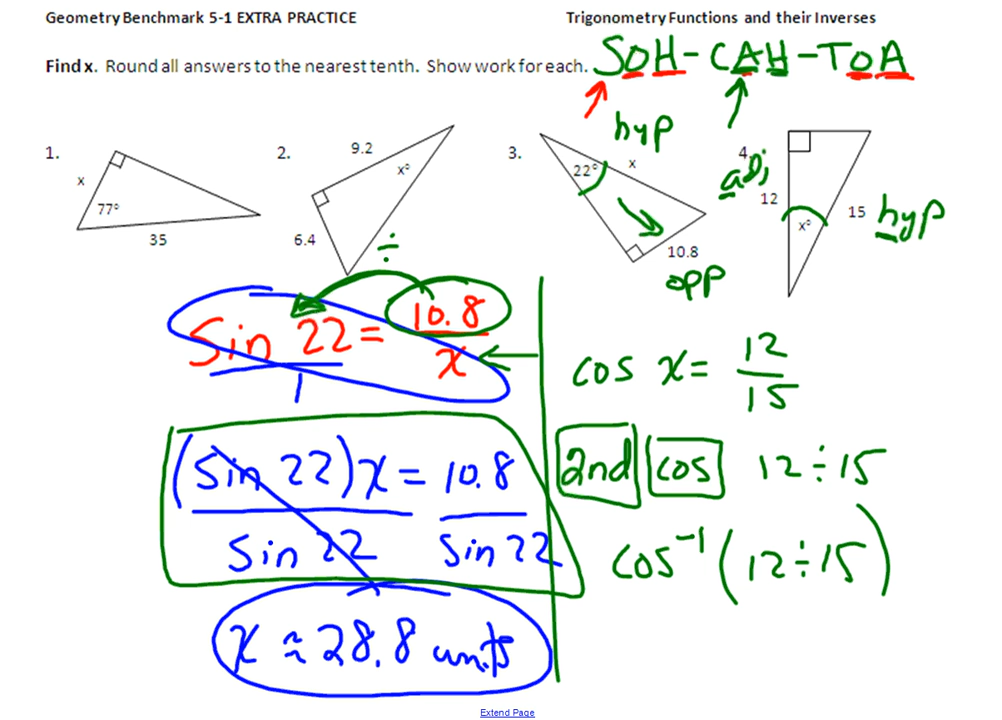 Geometry Benchmark 5-1 EXTRA PRACTICE
Trigonometry Functions and their Inverses
SOH-CAH-TOA
Find x. Round all answers to the nearest tenth. Show work for each.
1.
x
77°
35
2.
9.2
x°
6.4
3.
hyp
22°
x
10.8
opp
4.
adj
12
x°
15
hyp
÷
Sin 22 = 10.8
1 x
(Sin 22)x = 10.8
Sin 22 Sin 22
x ≈ 28.8 units
cos x = 12
15
2nd cos 12÷15
cos⁻¹ (12÷15)
Extend Page